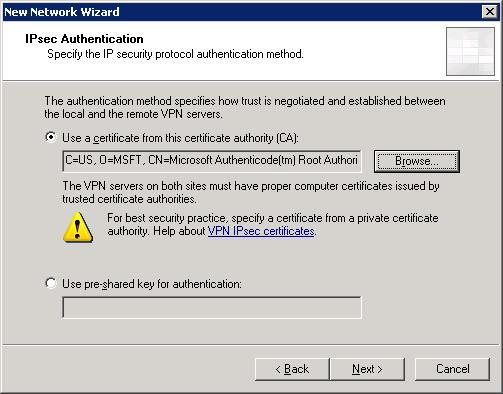 New Network Wizard
IPsec Authentication
Specify the IP security protocol authentication method.
The authentication method specifies how trust is negotiated and established between
the local and the remote VPN servers.
Use a certificate from this certificate authority (CA):
C=US, O=MSFT, CN=Microsoft Authenticode(tm) Root Authori
Browse...
The VPN servers on both sites must have proper computer certificates issued by
trusted certificate authorities.
For best security practice, specify a certificate from a private certificate
authority. Help about VPN IPsec certificates.
Use pre-shared key for authentication:
< Back
Next >
Cancel